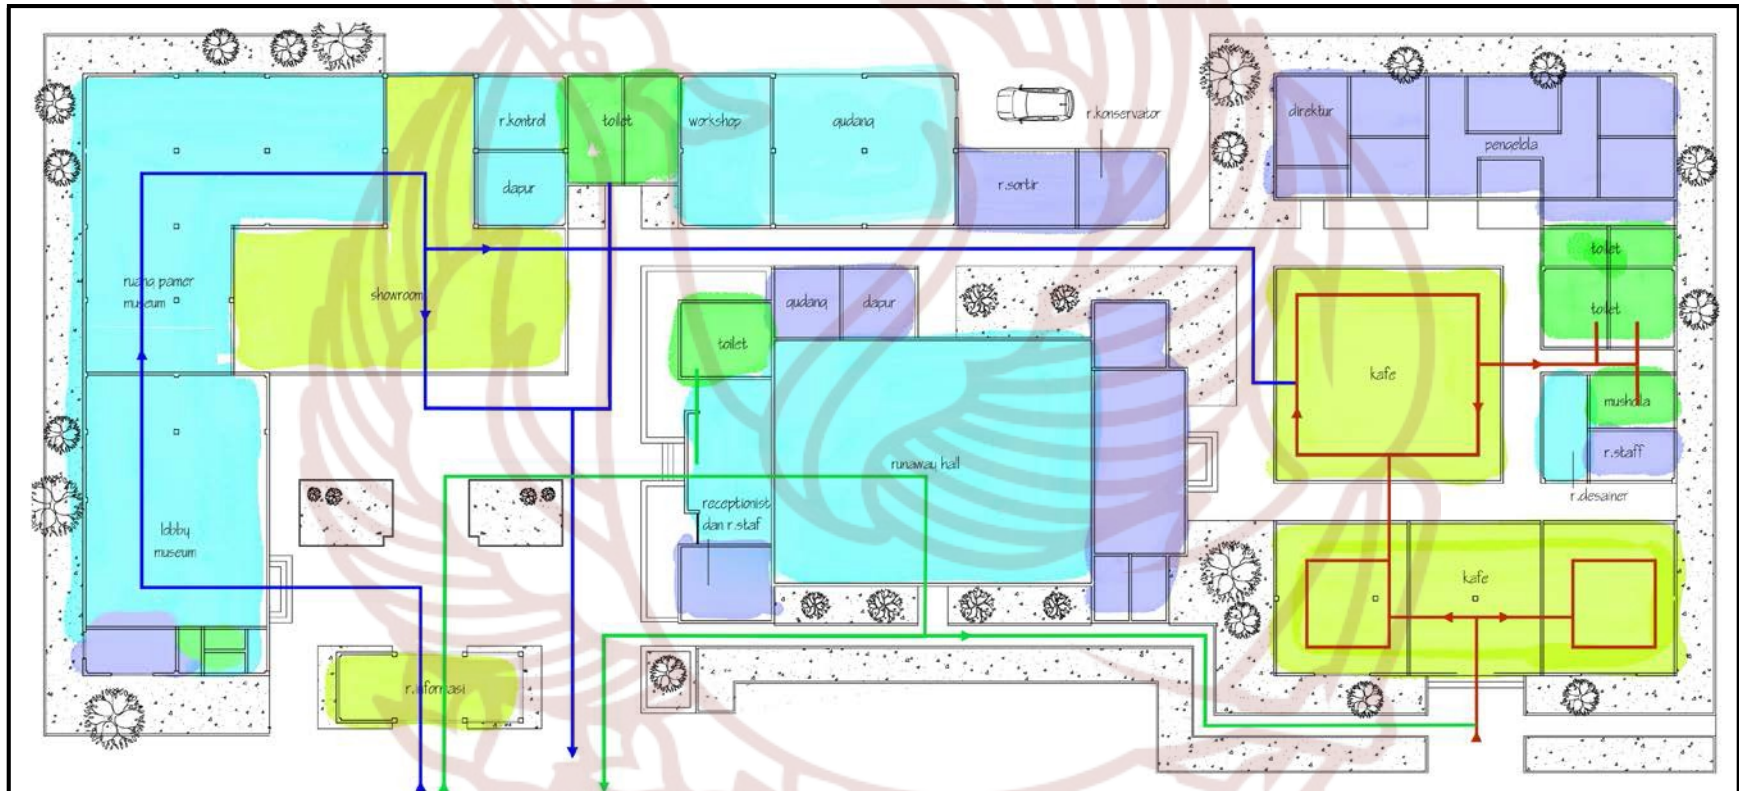 r.kontrol
toilet
workshop
gudang
r.konservator
direktur
pengelola
dapur
r.sortir
toilet
ruang pamer
museum
showroom
gudang
dapur
toilet
toilet
kafe
musholla
r.staff
r.desainer
runaway hall
receptionist
dan r.staf
lobby
museum
kafe
r.informasi